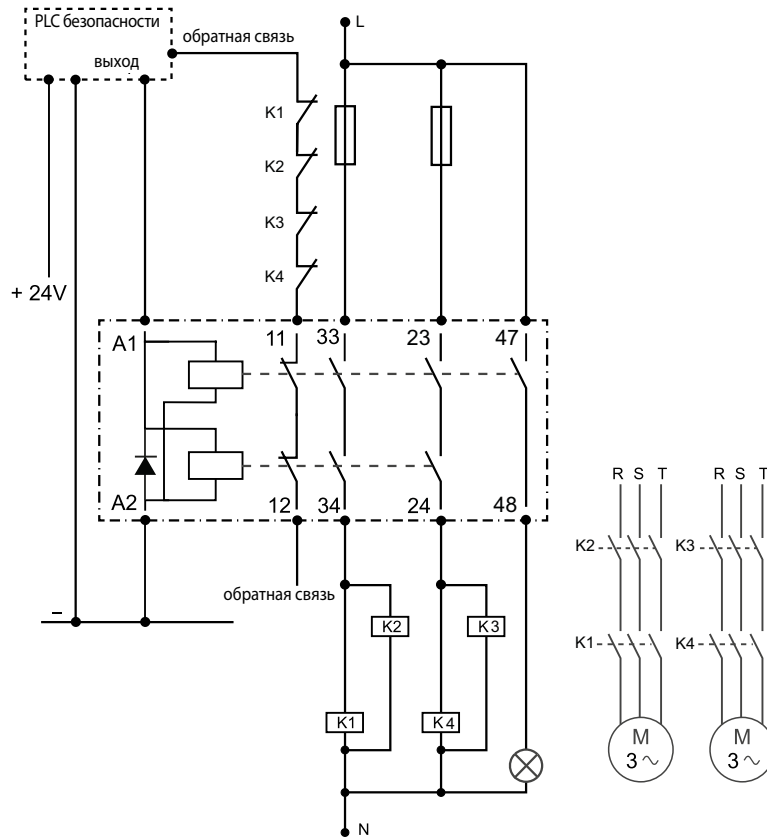 PLC безопасности
выход
обратная связь
L
K1
K2
K3
K4
+ 24V
A1
11
33
23
47
A2
12
34
24
48
обратная связь
–
K2
K3
K1
K4
N
R S T
R S T
K2
K3
K1
K4
M
3 ~
M
3 ~